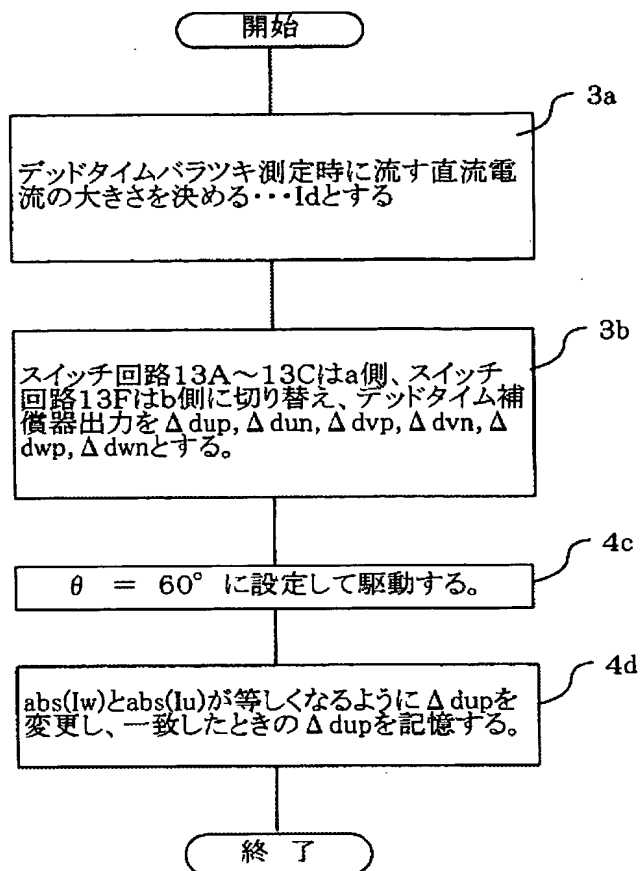 開始
3a
デッドタイムバラツキ測定時に流す直流電
流の大きさを決める・・・Idとする
3b
スイッチ回路13A〜13Cはa側、スイッチ
回路13Fはb側に切り替え、デッドタイム補
償器出力をΔdup,Δdun,Δdvp,Δdvn,Δ
dwp,Δdwnとする。
4c
θ = 60° に設定して駆動する。
4d
abs(Iw)とabs(Iu)が等しくなるようにΔdupを
変更し、一致したときのΔdupを記憶する。
終 了